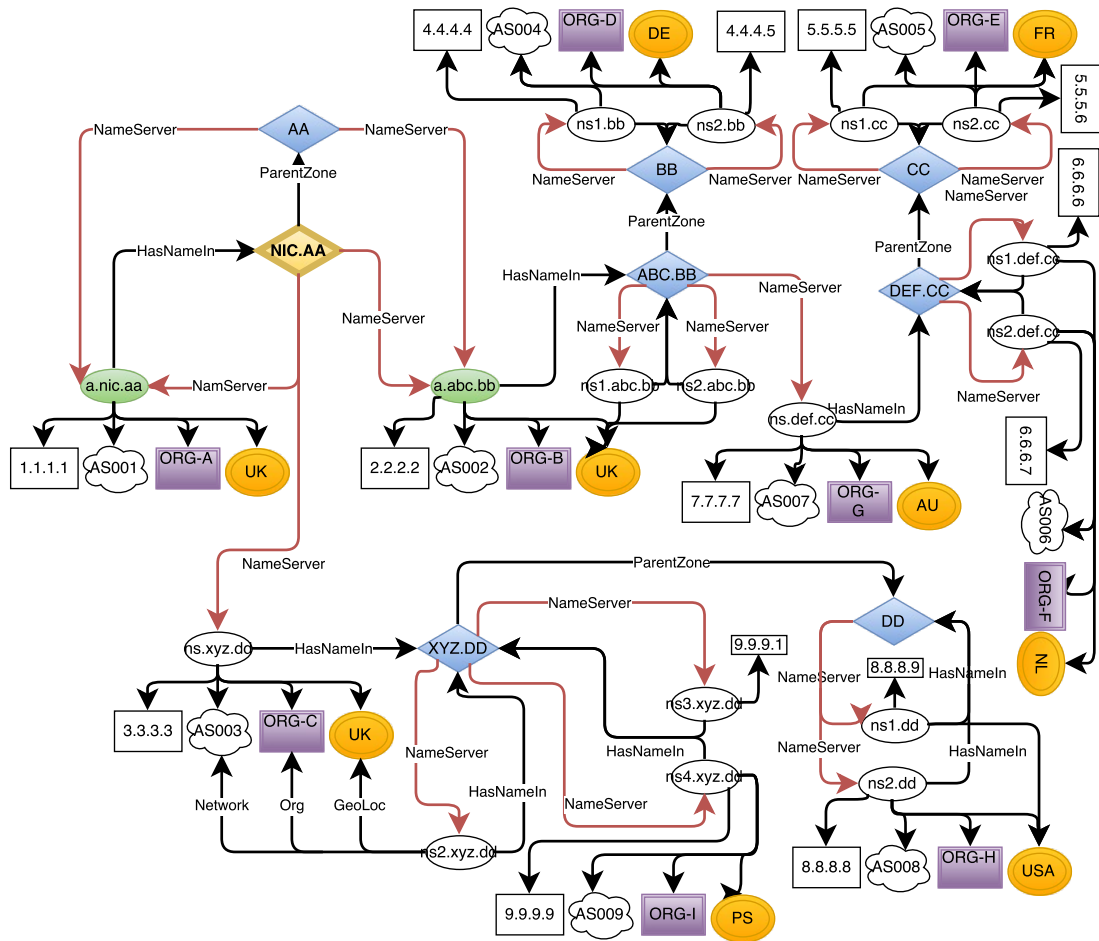 4.4.4.4
AS004
ORG-D
DE
4.4.4.5
5.5.5.5
AS005
ORG-E
FR
5.5.5.6
NameServer
AA
NameServer
ns1.bb
ns2.bb
ns1.cc
ns2.cc
ParentZone
NameServer
BB
NameServer
NameServer
CC
NameServer
NameServer
6.6.6.6
HasNameIn
NIC.AA
ParentZone
ParentZone
ns1.def.cc
HasNameIn
ABC.BB
NameServer
DEF.CC
NameServer
NameServer
NameServer
ns2.def.cc
a.nic.aa
NamServer
a.abc.bb
ns1.abc.bb
ns2.abc.bb
NameServer
ns.def.cc
HasNameIn
1.1.1.1
AS001
ORG-A
UK
2.2.2.2
AS002
ORG-B
UK
6.6.6.7
7.7.7.7
AS007
ORG-
G
AU
AS006
NameServer
ParentZone
ORG-F
NameServer
DD
ns.xyz.dd
HasNameIn
XYZ.DD
9.9.9.1
NL
NameServer
8.8.8.9
HasNameIn
3.3.3.3
AS003
ORG-C
UK
ns3.xyz.dd
ns1.dd
NameServer
HasNameIn
NameServer
HasNameIn
ns4.xyz.dd
ns2.dd
HasNameIn
Network
Org
GeoLoc
NameServer
ns2.xyz.dd
8.8.8.8
AS008
ORG-H
USA
9.9.9.9
AS009
ORG-I
PS